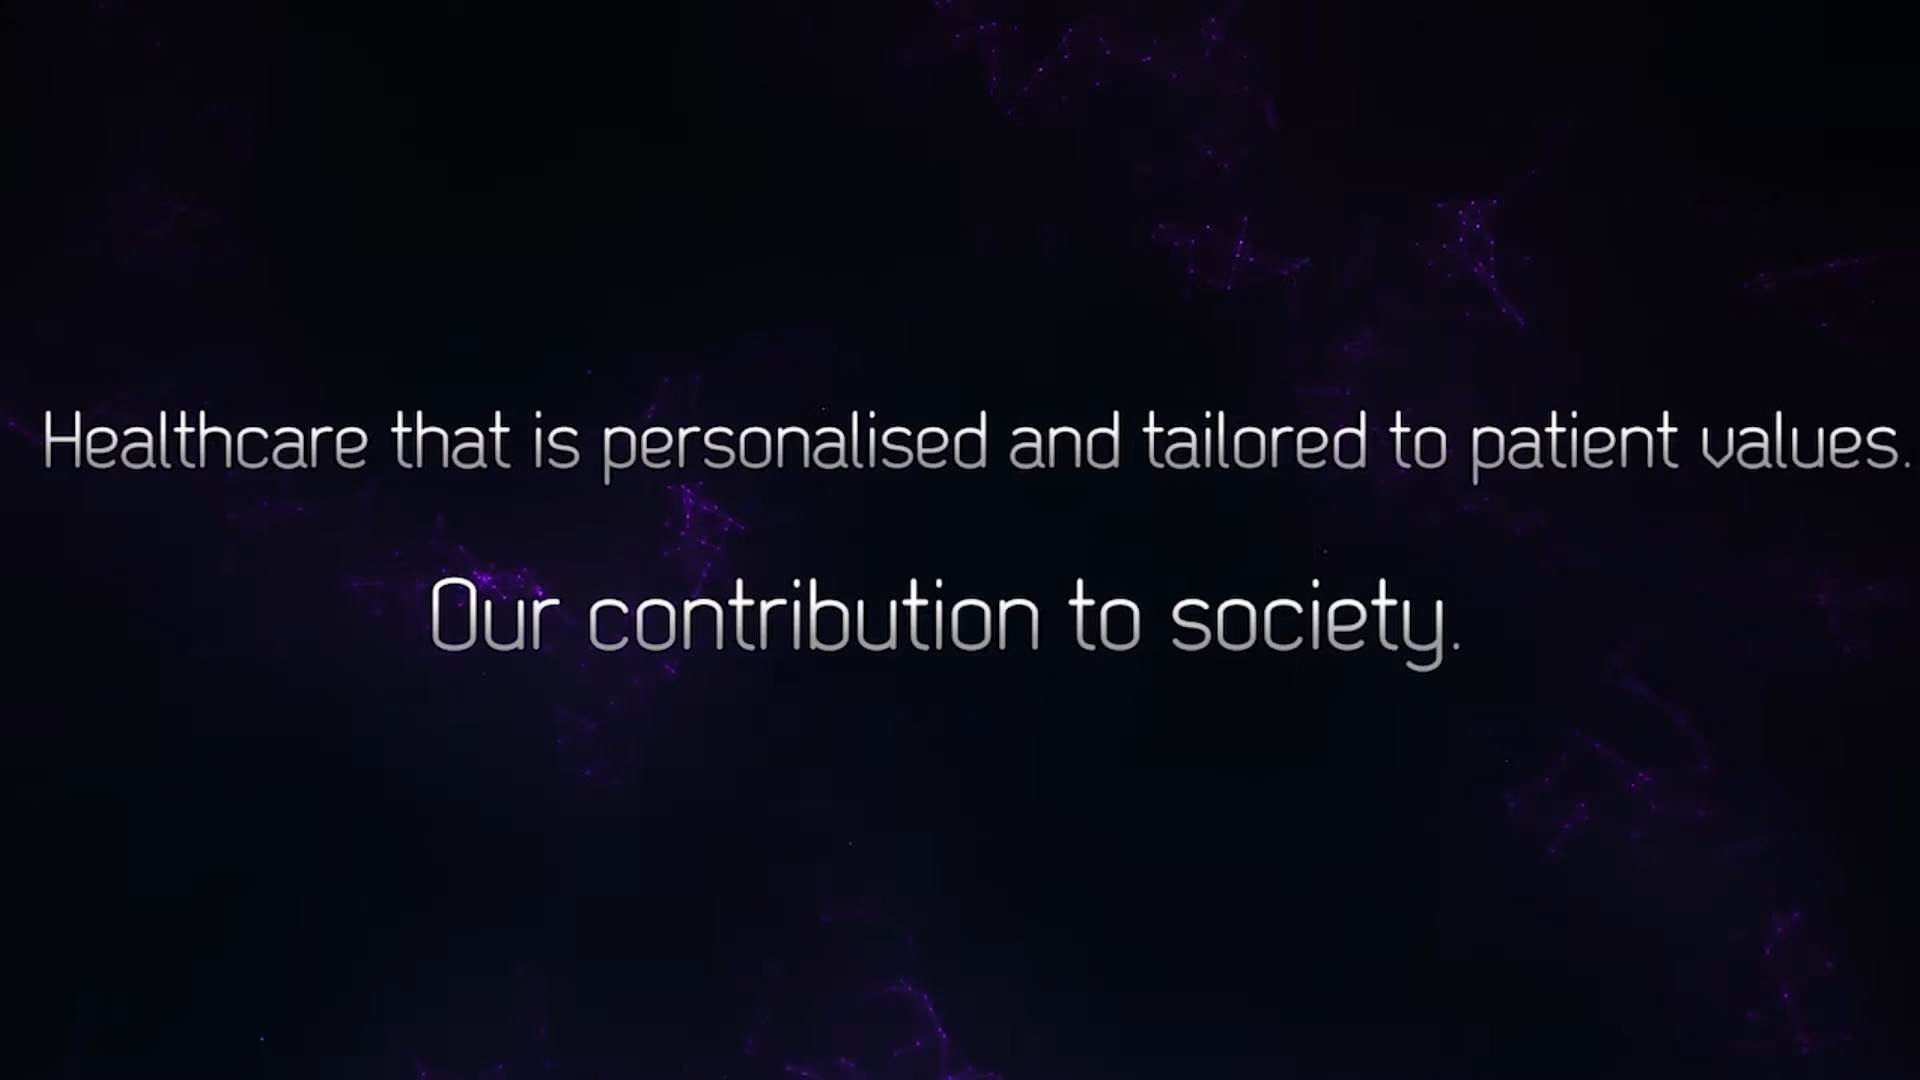 Healthcare that is personalised and tailored to patient values.
Our contribution to society.